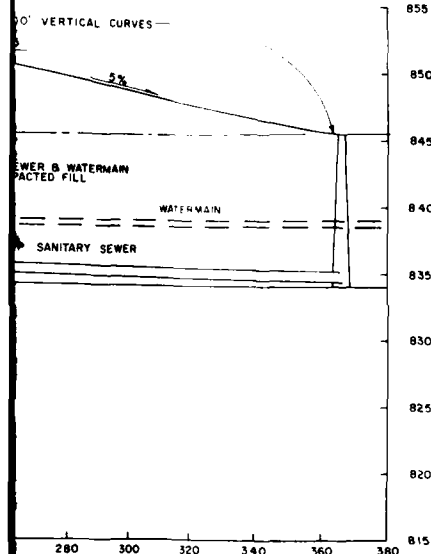 855
0' VERTICAL CURVES
850
5%
845
EWER & WATERMAIN
PACTED FILL
WATERMAIN
840
SANITARY SEWER
835
830
825
820
815
280 300 320 340 360 380